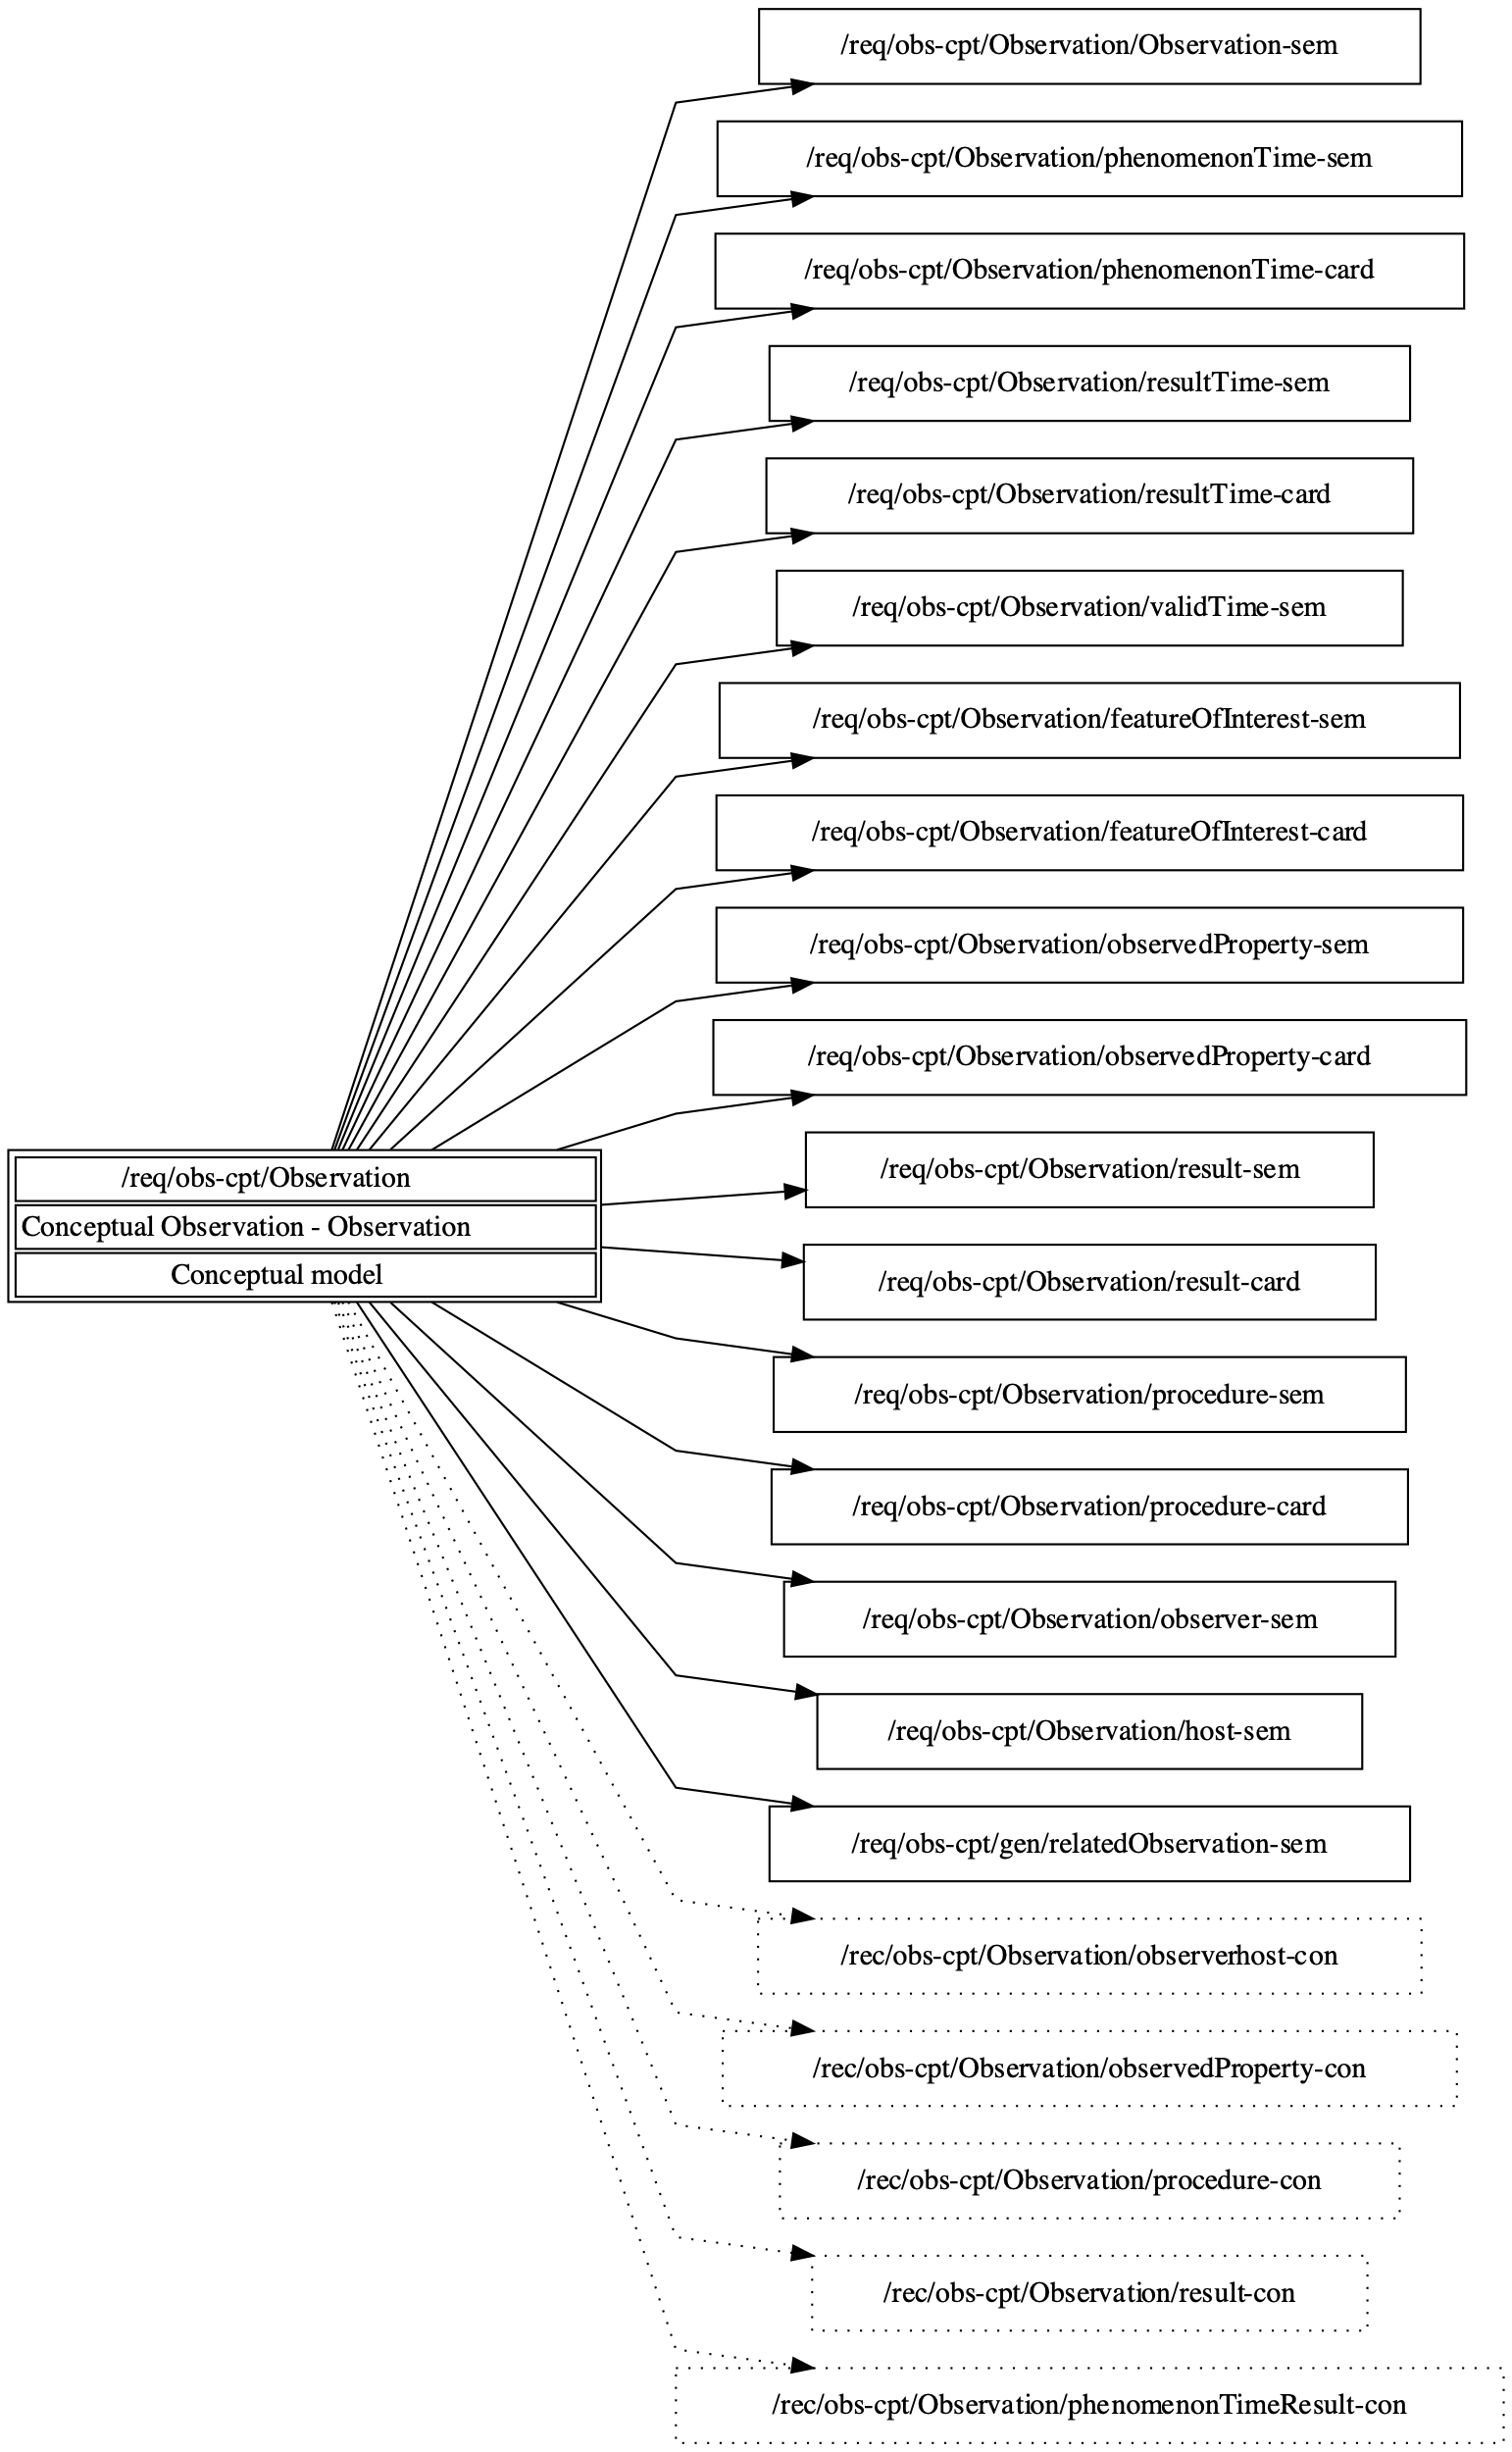 /req/obs-cpt/Observation/Observation-sem
/req/obs-cpt/Observation/phenomenonTime-sem
/req/obs-cpt/Observation/phenomenonTime-card
/req/obs-cpt/Observation/resultTime-sem
/req/obs-cpt/Observation/resultTime-card
/req/obs-cpt/Observation/validTime-sem
/req/obs-cpt/Observation/featureOfInterest-sem
/req/obs-cpt/Observation/featureOfInterest-card
/req/obs-cpt/Observation/observedProperty-sem
/req/obs-cpt/Observation/observedProperty-card
/req/obs-cpt/Observation
Conceptual Observation - Observation
Conceptual model
/req/obs-cpt/Observation/result-sem
/req/obs-cpt/Observation/result-card
/req/obs-cpt/Observation/procedure-sem
/req/obs-cpt/Observation/procedure-card
/req/obs-cpt/Observation/observer-sem
/req/obs-cpt/Observation/host-sem
/req/obs-cpt/gen/relatedObservation-sem
/rec/obs-cpt/Observation/observerhost-con
/rec/obs-cpt/Observation/observedProperty-con
/rec/obs-cpt/Observation/procedure-con
/rec/obs-cpt/Observation/result-con
/rec/obs-cpt/Observation/phenomenonTimeResult-con